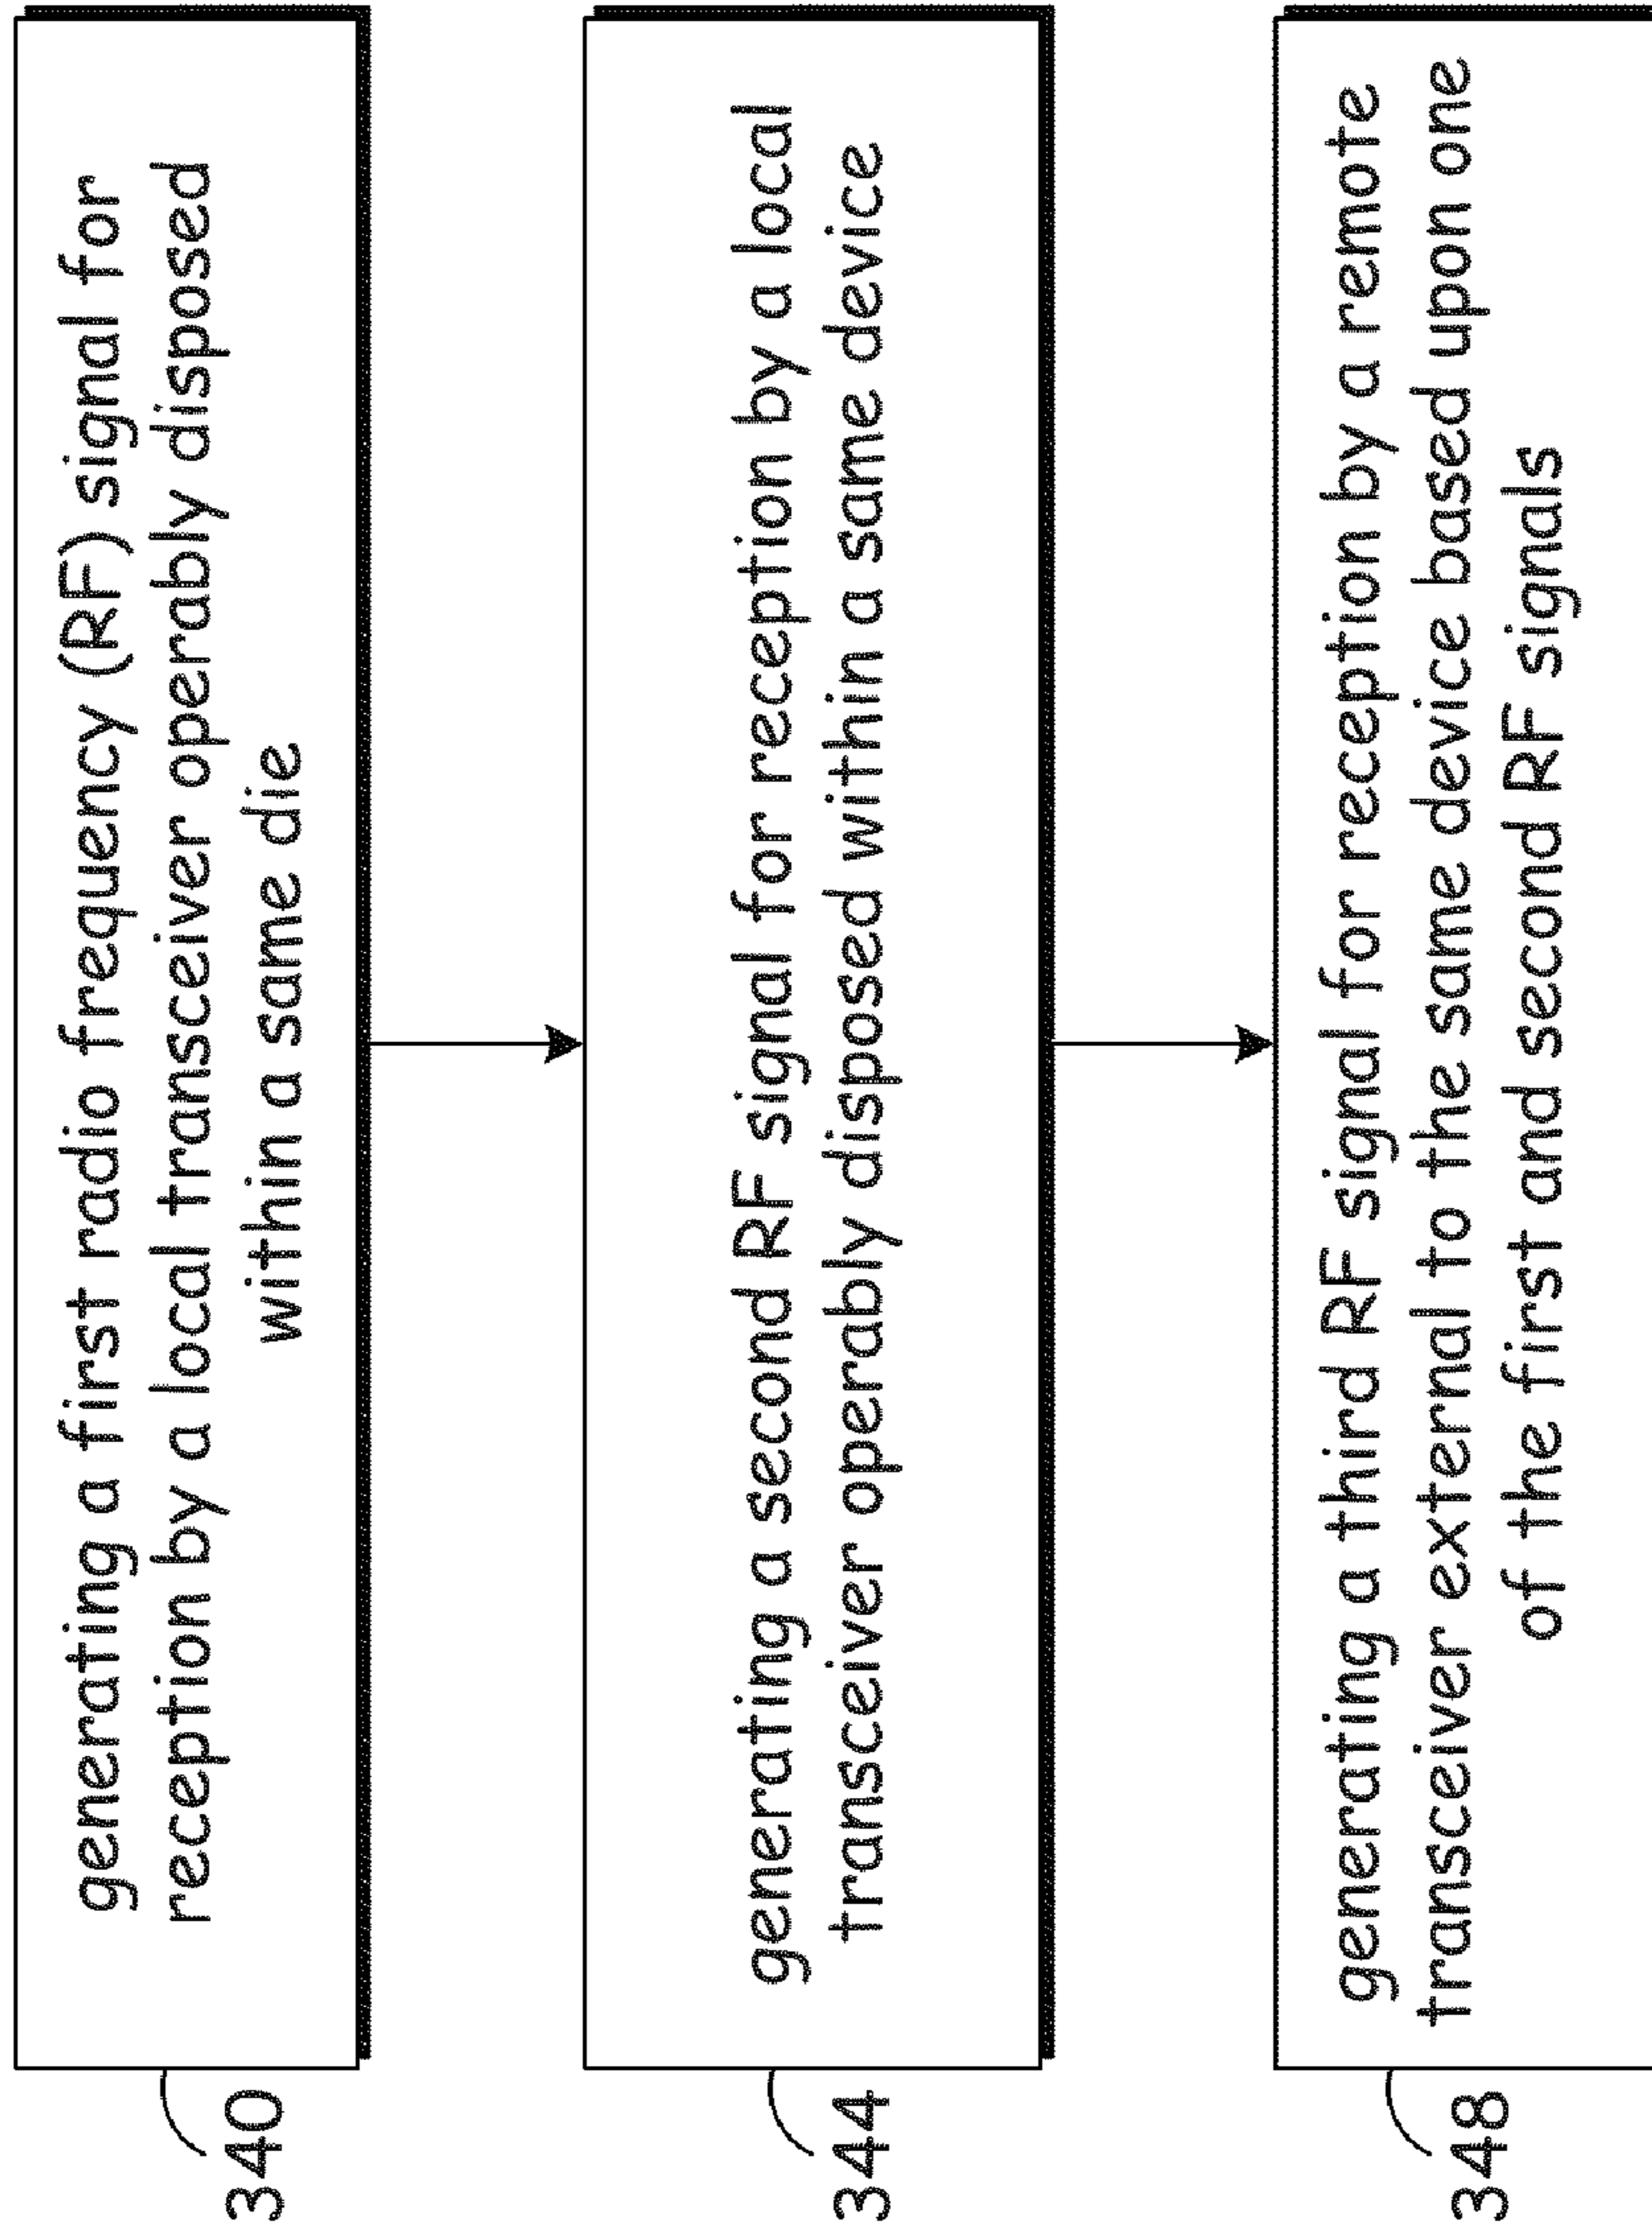 340
generating a first radio frequency (RF) signal for
reception by a local transceiver operably disposed
within a same die
344
generating a second RF signal for reception by a local
transceiver operably disposed within a same device
348
generating a third RF signal for reception by a remote
transceiver external to the same device based upon one
of the first and second RF signals